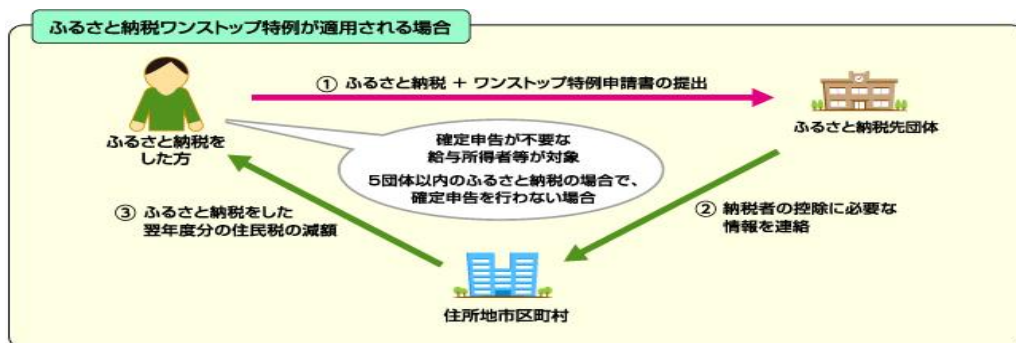 ふるさと納税ワンストップ特例が適用される場合
① ふるさと納税 + ワンストップ特例申請書の提出
ふるさと納税を
した方
ふるさと納税先団体
確定申告が不要な
給与所得者等が対象
5団体以内のふるさと納税の場合で、
確定申告を行わない場合
② 納税者の控除に必要な
情報を連絡
③ ふるさと納税をした
翌年度分の住民税の減額
住所地市区町村